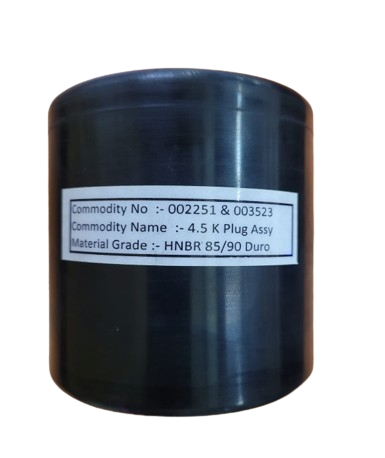 Commodity No :- 002251 & 003523
Commodity Name :- 4.5 K Plug Assy
Material Grade :- HNBR 85/90 Duro